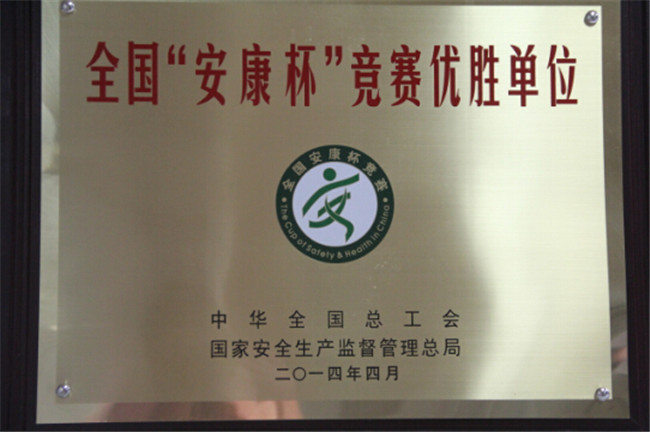 全国“安康杯”竞赛优胜单位
全国安康杯竞赛
the Cup of Safety & Health in China
中华全国总工会
国家安全生产监督管理总局
二〇一四年四月